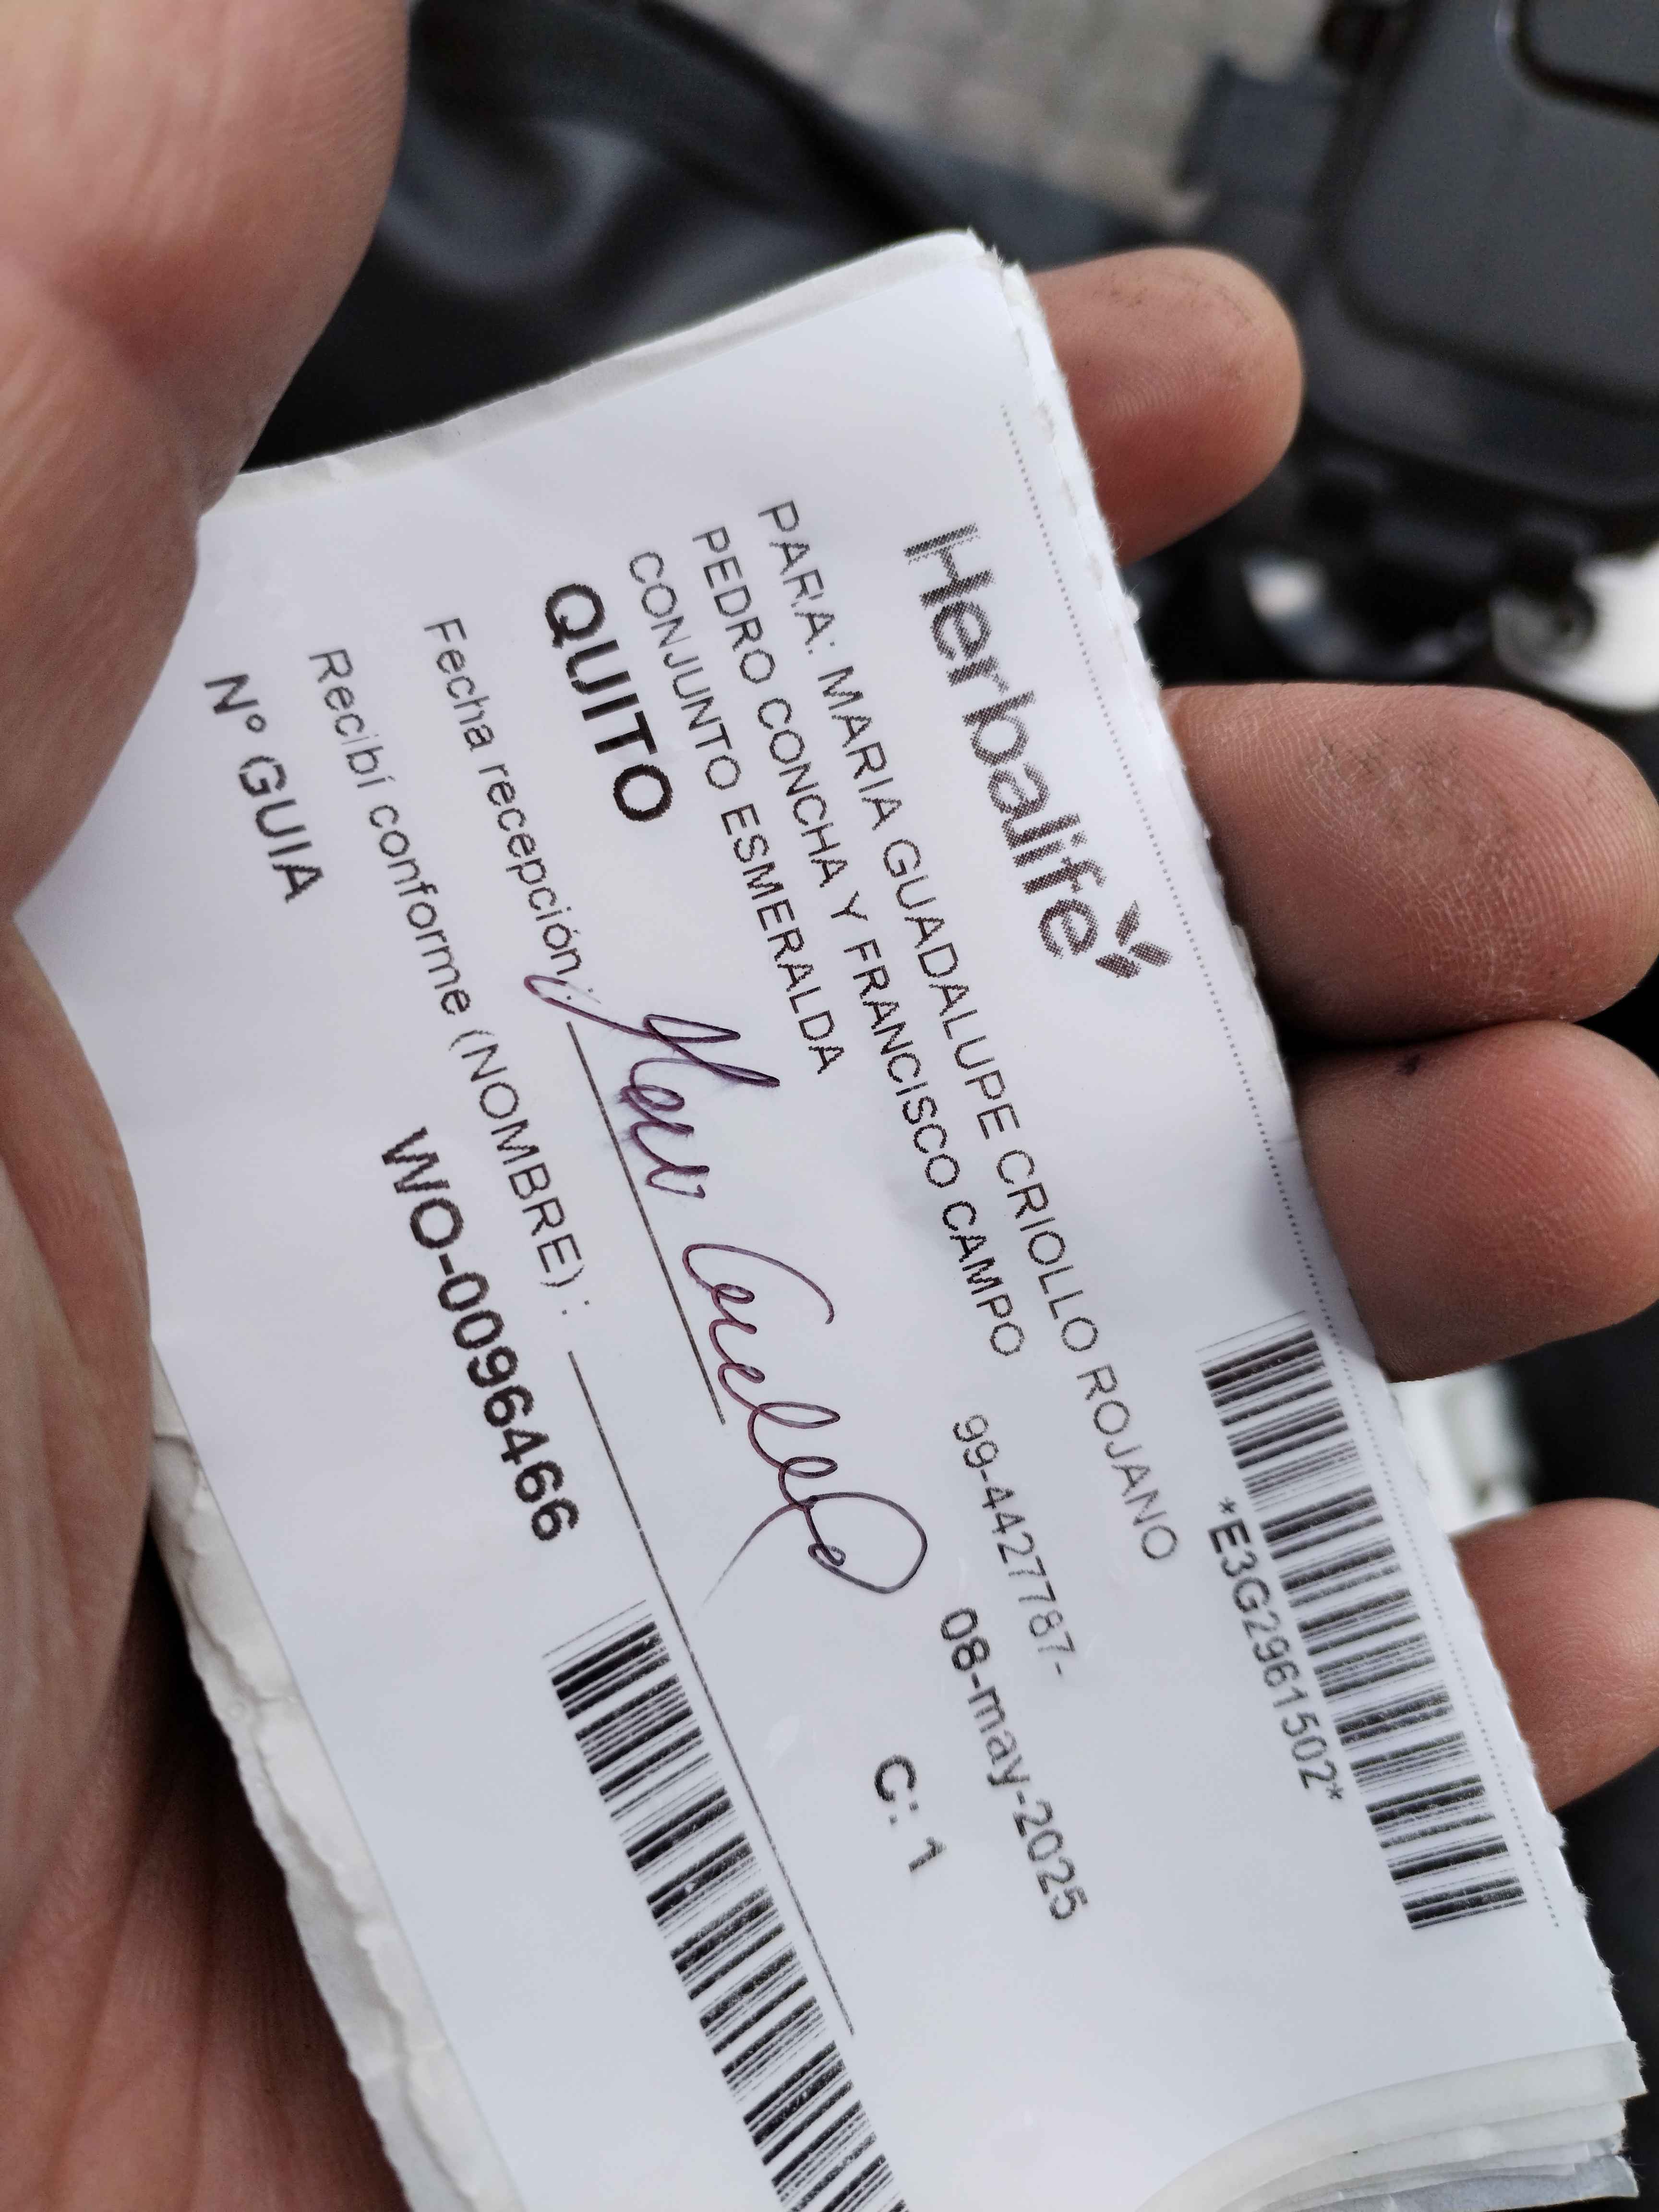 Herbalife
*E3G2961502*
PARA: MARIA GUADALUPE CRIOLLO ROJANO
PEDRO CONCHA Y FRANCISCO CAMPO 99-4427787-
CONJUNTO ESMERALDA 08-may-2025
QUITO C: 1
Fecha recepción:
Recibí conforme (NOMBRE) :
Nº GUIA WO-0096466